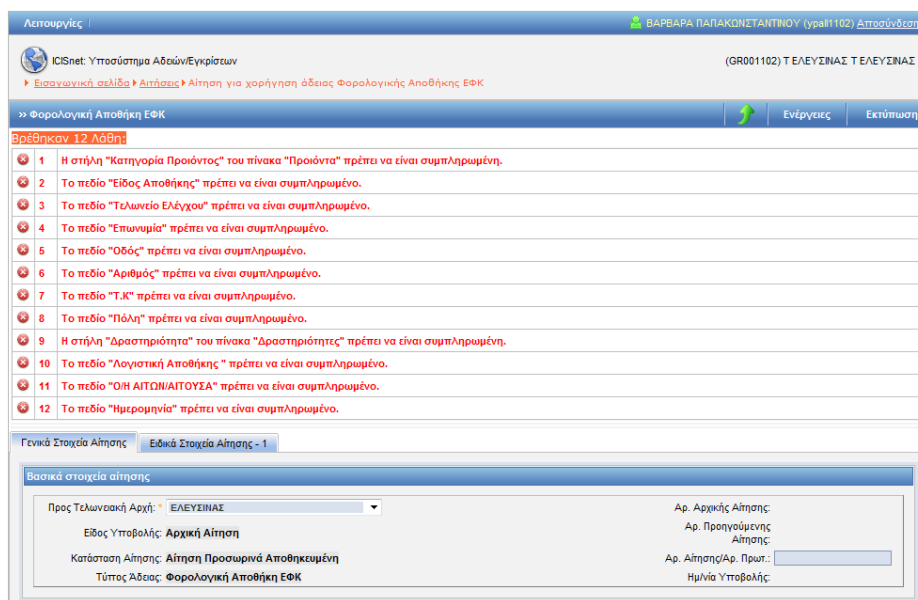 Λειτουργίες
ΒΑΡΒΑΡΑ ΠΑΠΑΚΩΝΣΤΑΝΤΙΝΟΥ (ypall1102) Αποσύνδεση
ICISnet: Υποσύστημα Αδειών/Εγκρίσεων
(GR001102) Τ ΕΛΕΥΣΙΝΑΣ Τ ΕΛΕΥΣΙΝΑΣ
Εισαγωγική σελίδα Αιτήσεις Αίτηση για χορήγηση άδειας Φορολογικής Αποθήκης ΕΦΚ
» Φορολογική Αποθήκη ΕΦΚ
Ενέργειες Εκτύπωση
Βρέθηκαν 12 Λάθη:
1 Η στήλη "Κατηγορία Προιόντος" του πίνακα "Προιόντα" πρέπει να είναι συμπληρωμένη.
2 Το πεδίο "Είδος Αποθήκης" πρέπει να είναι συμπληρωμένο.
3 Το πεδίο "Τελωνείο Ελέγχου" πρέπει να είναι συμπληρωμένο.
4 Το πεδίο "Επωνυμία" πρέπει να είναι συμπληρωμένο.
5 Το πεδίο "Οδός" πρέπει να είναι συμπληρωμένο.
6 Το πεδίο "Αριθμός" πρέπει να είναι συμπληρωμένο.
7 Το πεδίο "Τ.Κ" πρέπει να είναι συμπληρωμένο.
8 Το πεδίο "Πόλη" πρέπει να είναι συμπληρωμένο.
9 Η στήλη "Δραστηριότητα" του πίνακα "Δραστηριότητες" πρέπει να είναι συμπληρωμένη.
10 Το πεδίο "Λογιστική Αποθήκης " πρέπει να είναι συμπληρωμένο.
11 Το πεδίο "Ο/Η ΑΙΤΩΝ/ΑΙΤΟΥΣΑ" πρέπει να είναι συμπληρωμένο.
12 Το πεδίο "Ημερομηνία" πρέπει να είναι συμπληρωμένο.
Γενικά Στοιχεία Αίτησης Ειδικά Στοιχεία Αίτησης - 1
Βασικά στοιχεία αίτησης
Προς Τελωνειακή Αρχή: * ΕΛΕΥΣΙΝΑΣ
Αρ. Αρχικής Αίτησης:
Είδος Υποβολής: Αρχική Αίτηση
Αρ. Προηγούμενης
Αίτησης:
Κατάσταση Αίτησης: Αίτηση Προσωρινά Αποθηκευμένη
Αρ. Αίτησης/Αρ. Πρωτ.:
Τύπος Άδειας: Φορολογική Αποθήκη ΕΦΚ
Ημ/νία Υποβολής: